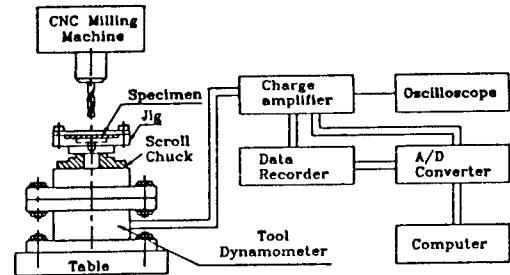 CNC Milling
Machine
Specimen
Jig
Scroll
Chuck
Charge
amplifier
Oscilloscope
Data
Recorder
A/D
Converter
Tool
Dynamometer
Computer
Table